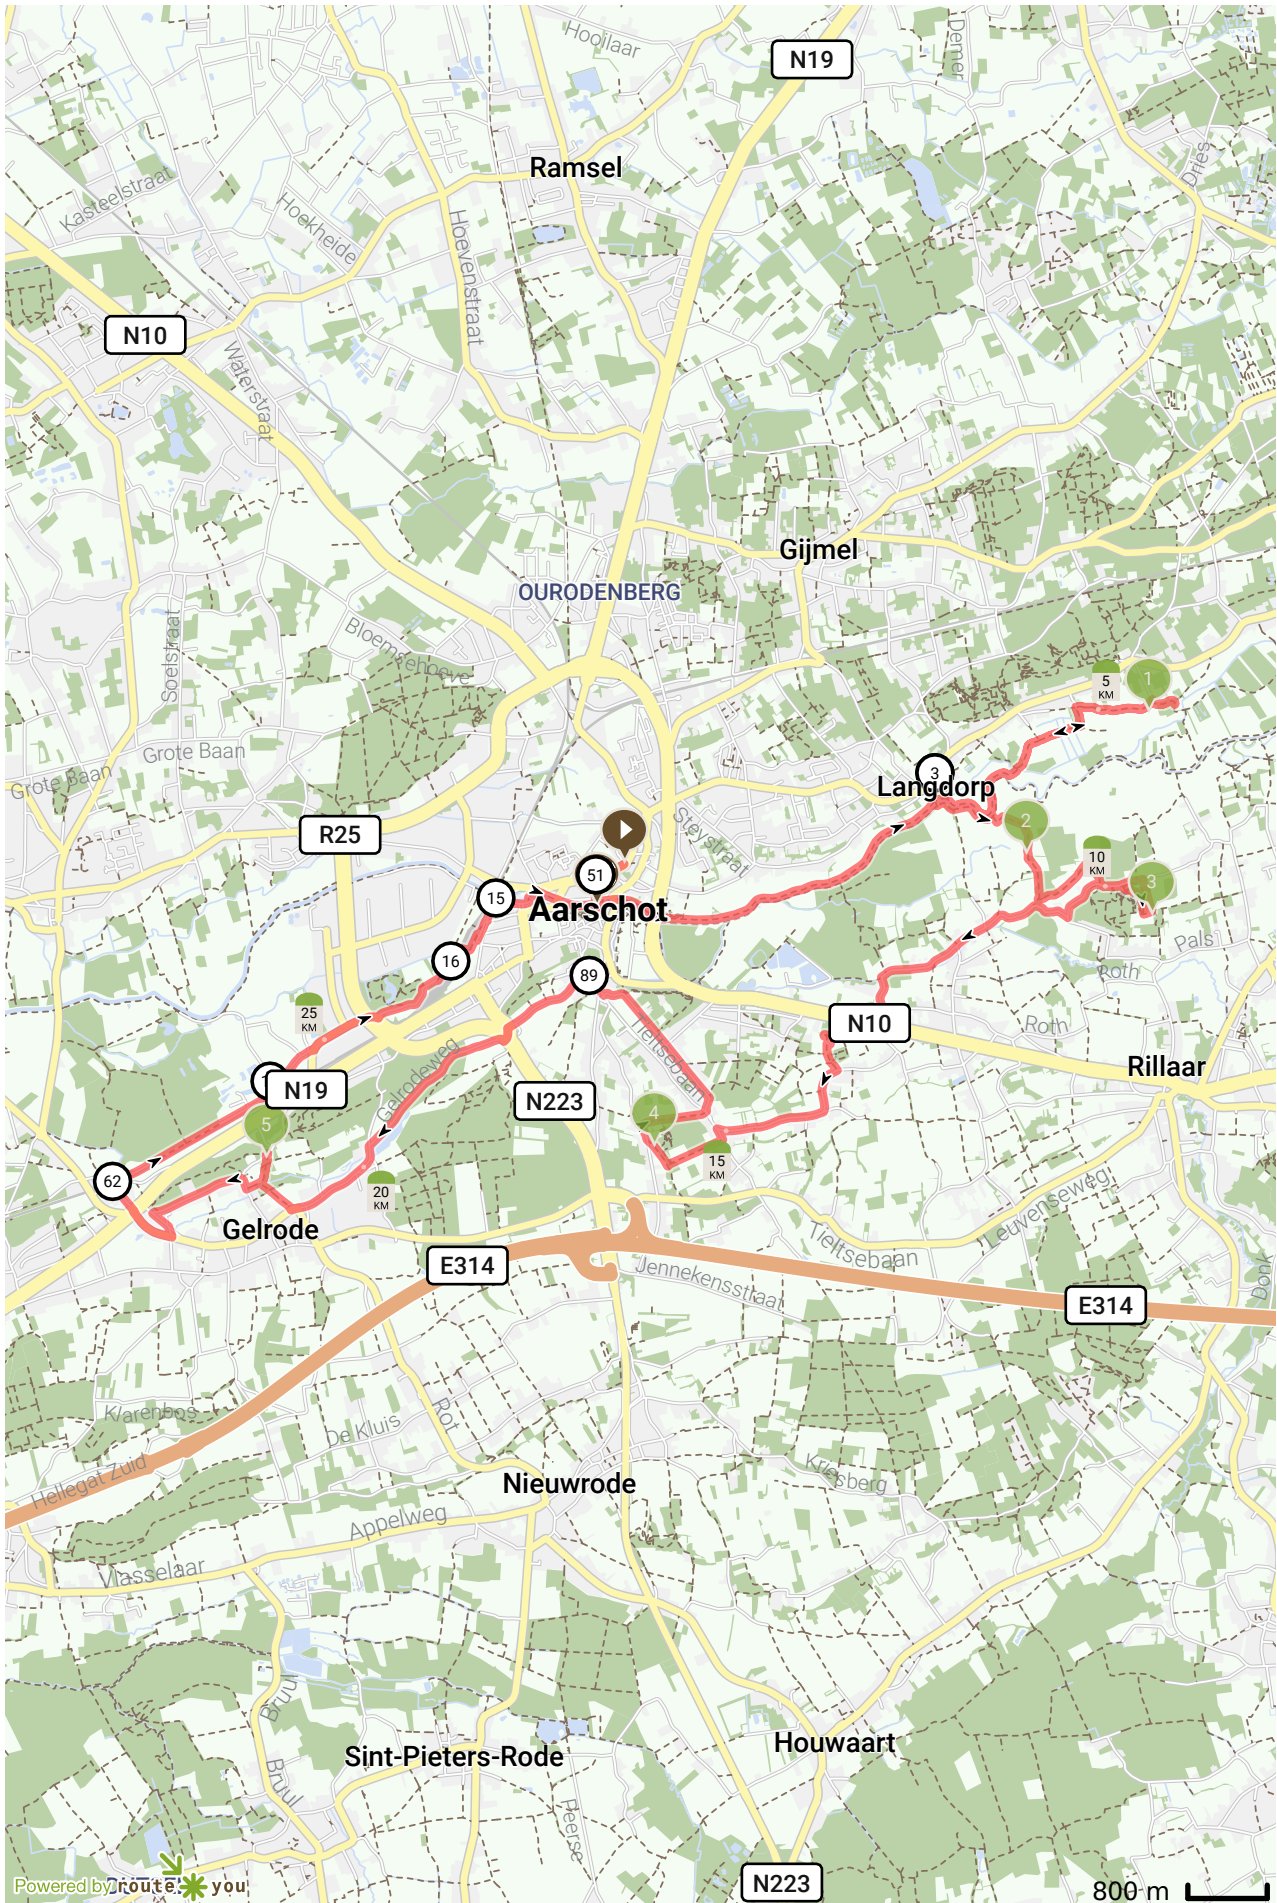 Hooilaar
Demer
N19
Ramsel
Dries
Kasteelstraat
Hoekheide
Hoevenstraat
N10
Waterstraat
Gijmel
OURODENBERG
Soelstraat
Bloemsehoeve
1
5
KM
Grote Baan
Grote Baan
3
Langdorp
R25
Steystraat
2
10
KM
3
51
15
Aarschot
16
89
Pals
Roth
25
KM
N10
Roth
Tieltsebaan
Rillaar
N19
Gelrodeweg
N223
4
5
15
KM
62
20
KM
Gelrode
Leuvenseweg
Tieltsebaan
E314
Jennekensstraat
E314
Donk
Klarenbos
Rot
De Kluis
Hellegat Zuid
Nieuwrode
Kriesberg
Appelweg
Vlasselaar
Bruul
Houwaart
Sint-Pieters-Rode
Bruul
Peerse
Powered by routeyou
N223
800 m